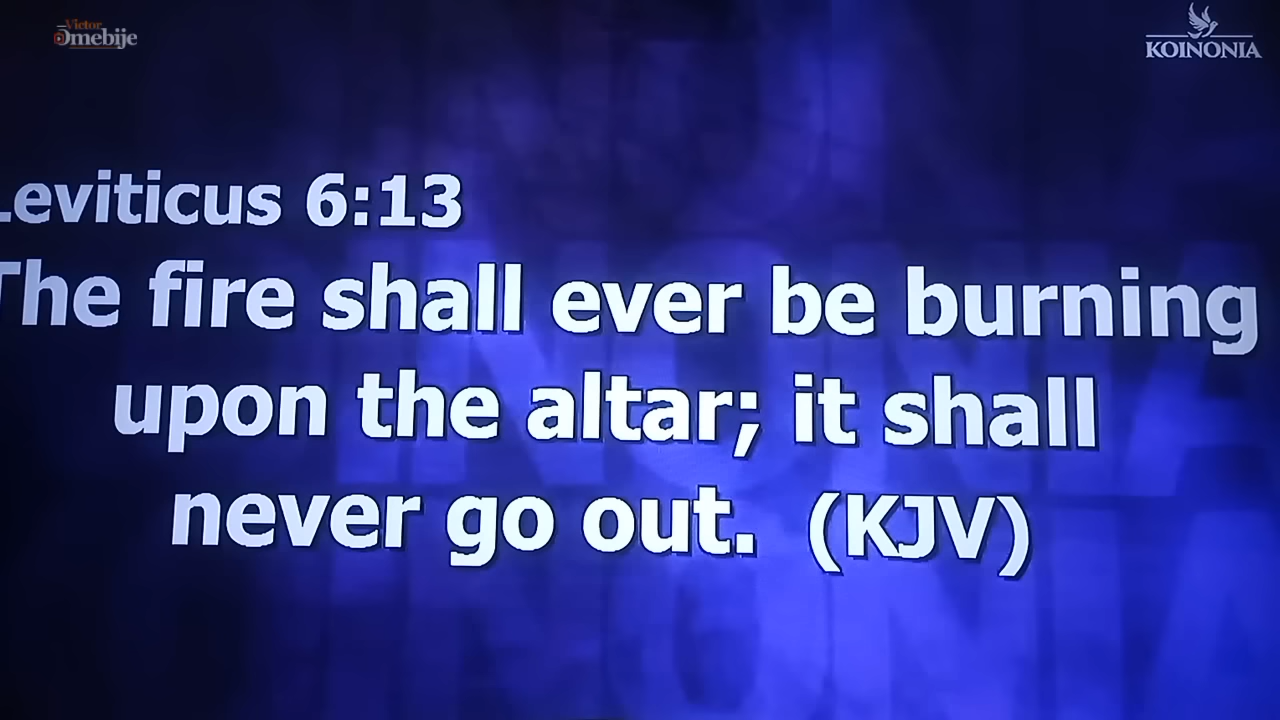 Victor
Omebije
KOINONIA
Leviticus 6:13
The fire shall ever be burning
upon the altar; it shall
never go out. (KJV)